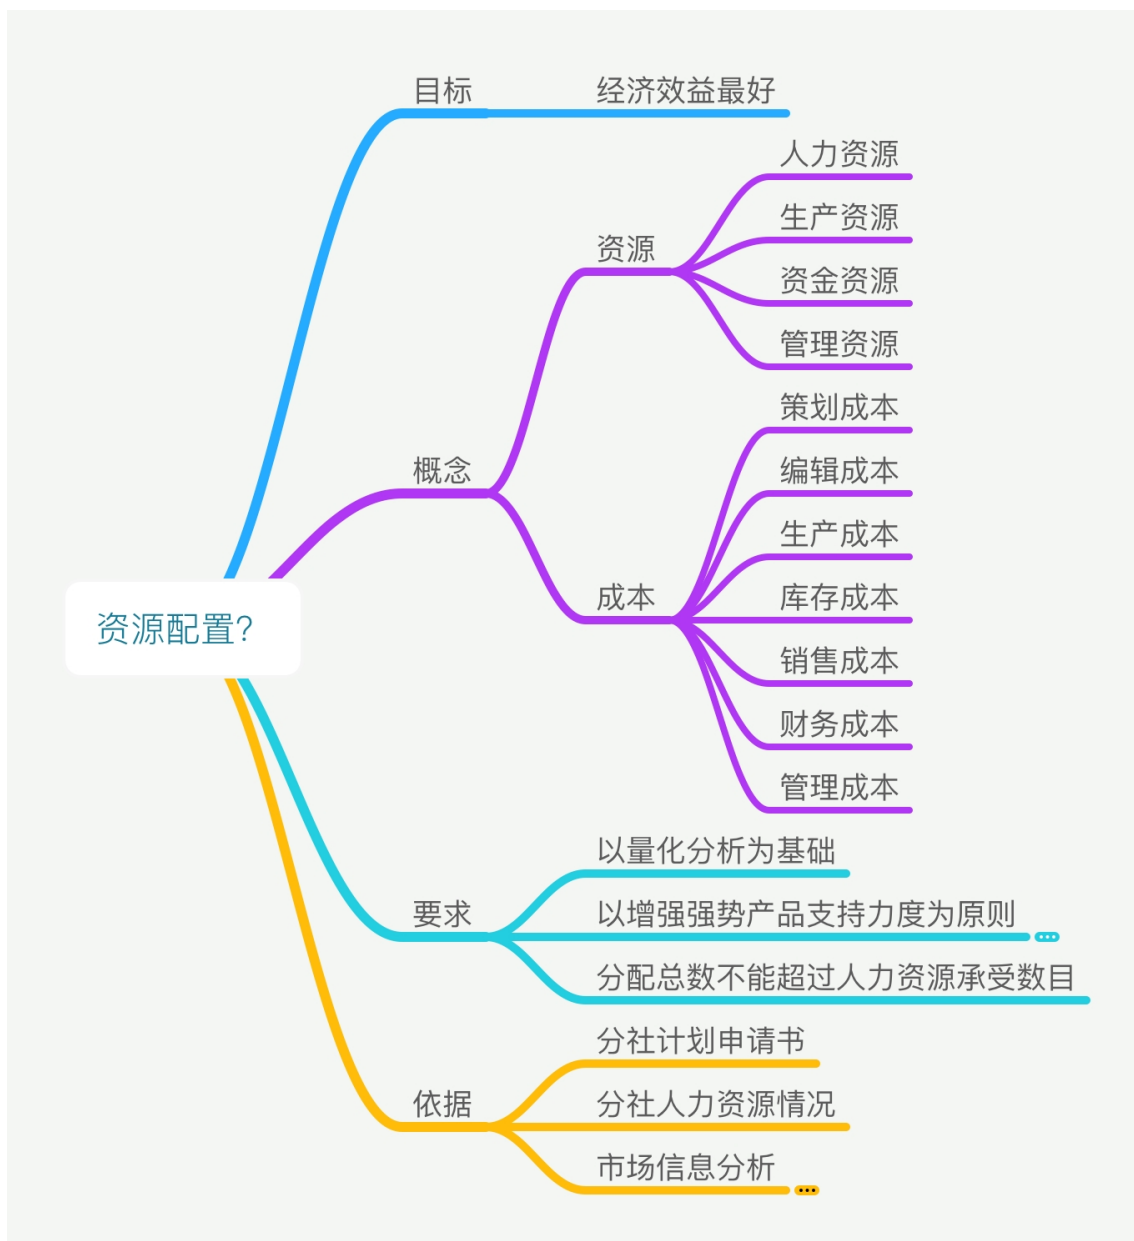 目标
经济效益最好
人力资源
生产资源
资源
资金资源
管理资源
策划成本
概念
编辑成本
生产成本
成本
库存成本
资源配置?
销售成本
财务成本
管理成本
以量化分析为基础
要求
以增强强势产品支持力度为原则
分配总数不能超过人力资源承受数目
分社计划申请书
依据
分社人力资源情况
市场信息分析